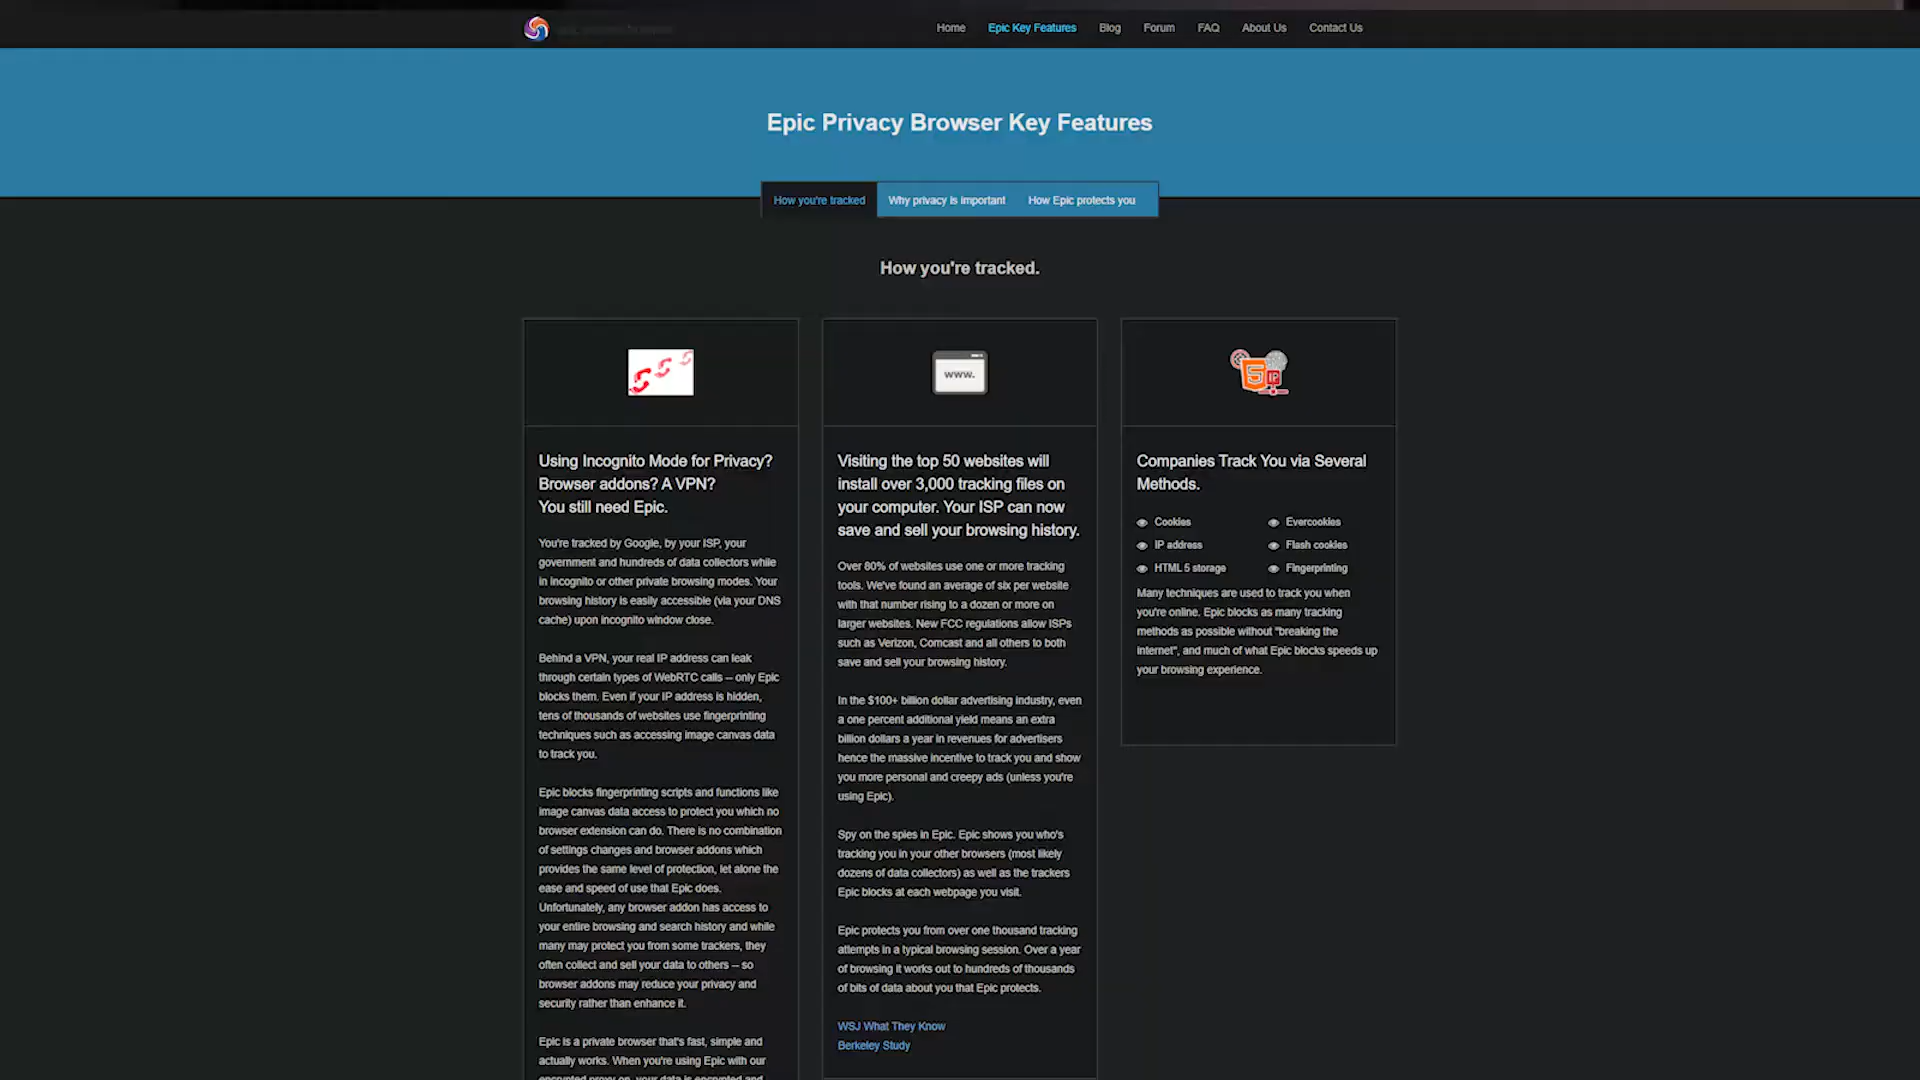 Home Epic Key Features Blog Forum FAQ About Us Contact Us
Epic Privacy Browser Key Features
How you're tracked Why privacy is important How Epic protects you
How you're tracked.
Using Incognito Mode for Privacy?
Browser addons? A VPN?
You still need Epic.
You're tracked by Google, by your ISP, your
government and hundreds of data collectors while
in incognito or other private browsing modes. Your
browsing history is easily accessible (via your DNS
cache) upon incognito window close.
Behind a VPN, your real IP address can leak
through certain types of WebRTC calls -- only Epic
blocks them. Even if your IP address is hidden,
tens of thousands of websites use fingerprinting
techniques such as accessing image canvas data
to track you.
Epic blocks fingerprinting scripts and functions like
image canvas data access to protect you which no
browser extension can do. There is no combination
of settings changes and browser addons which
provides the same level of protection, let alone the
ease and speed of use that Epic does.
Unfortunately, any browser addon has access to
your entire browsing and search history and while
many may protect you from some trackers, they
often collect and sell your data to others -- so
browser addons may reduce your privacy and
security rather than enhance it.
Epic is a private browser that's fast, simple and
actually works. When you're using Epic with our
encrypted proxy on, your data is encrypted and
www.
Visiting the top 50 websites will
install over 3,000 tracking files on
your computer. Your ISP can now
save and sell your browsing history.
Over 80% of websites use one or more tracking
tools. We've found an average of six per website
with that number rising to a dozen or more on
larger websites. New FCC regulations allow ISPs
such as Verizon, Comcast and all others to both
save and sell your browsing history.
In the $100+ billion dollar advertising industry, even
a one percent additional yield means an extra
billion dollars a year in revenues for advertisers
hence the massive incentive to track you and show
you more personal and creepy ads (unless you're
using Epic).
Spy on the spies in Epic. Epic shows you who's
tracking you in your other browsers (most likely
dozens of data collectors) as well as the trackers
Epic blocks at each webpage you visit.
Epic protects you from over one thousand tracking
attempts in a typical browsing session. Over a year
of browsing it works out to hundreds of thousands
of bits of data about you that Epic protects.
WSJ What They Know
Berkeley Study
5 IP
Companies Track You via Several
Methods.
Cookies Evercookies
IP address Flash cookies
HTML 5 storage Fingerprinting
Many techniques are used to track you when
you're online. Epic blocks as many tracking
methods as possible without "breaking the
internet", and much of what Epic blocks speeds up
your browsing experience.